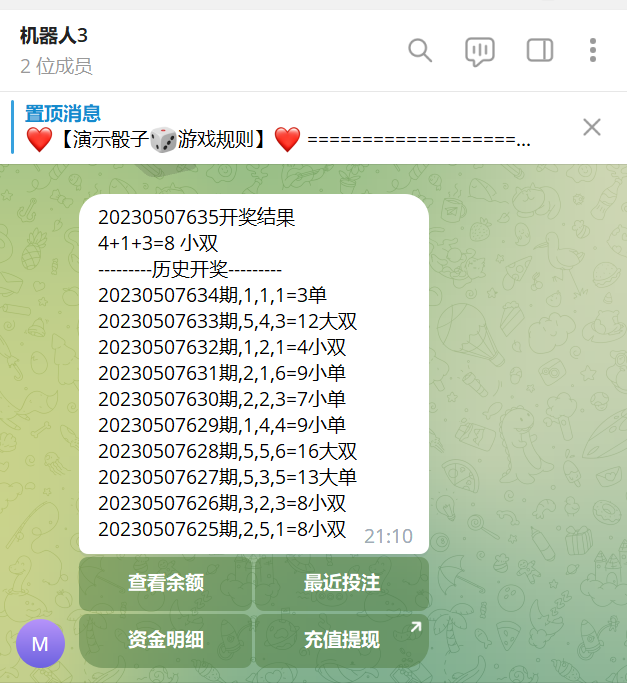 机器人3
2 位成员
置顶消息
❤️【演示骰子🎲游戏规则】❤️ ===================...
20230507635开奖结果
4+1+3=8 小双
---------历史开奖---------
20230507634期,1,1,1=3单
20230507633期,5,4,3=12大双
20230507632期,1,2,1=4小双
20230507631期,2,1,6=9小单
20230507630期,2,2,3=7小单
20230507629期,1,4,4=9小单
20230507628期,5,5,6=16大双
20230507627期,5,3,5=13大单
20230507626期,3,2,3=8小双
20230507625期,2,5,1=8小双
21:10
查看余额 最近投注
资金明细 充值提现
M